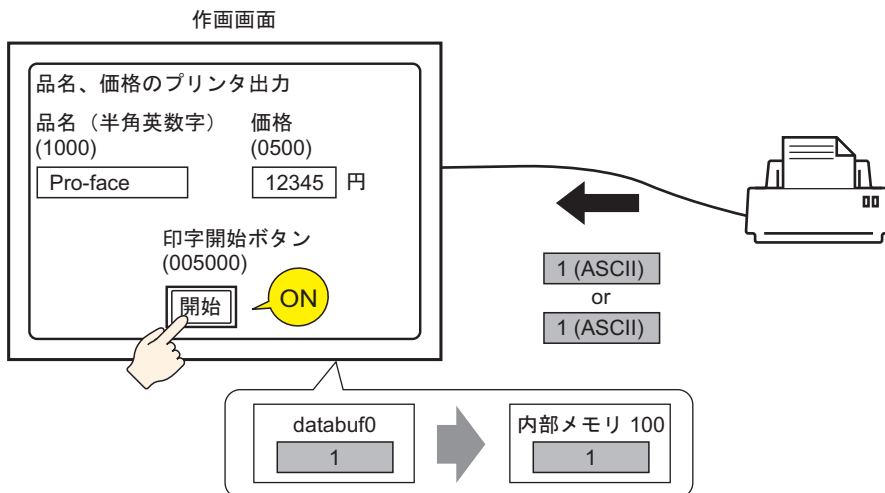 作画画面
品名、価格のプリンタ出力
品名（半角英数字） 価格
(1000) (0500)
Pro-face 12345 円
印字開始ボタン
(005000)
開始 ON
1 (ASCII)
or
1 (ASCII)
databuf0 内部メモリ 100
1 1